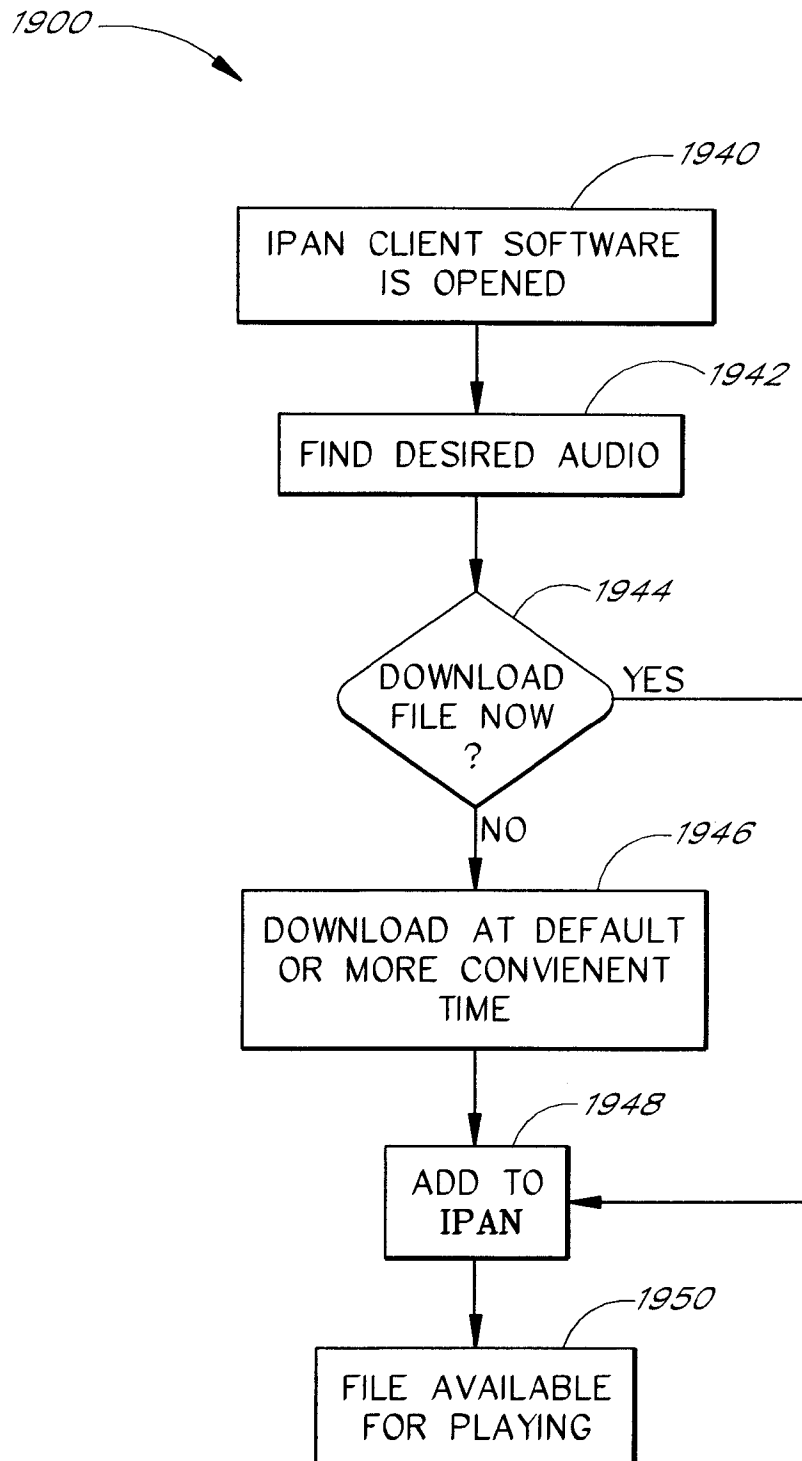 1900
1940
IPAN CLIENT SOFTWARE
IS OPENED
1942
FIND DESIRED AUDIO
1944
DOWNLOAD
FILE NOW
?
YES
NO
1946
DOWNLOAD AT DEFAULT
OR MORE CONVIENENT
TIME
1948
ADD TO
IPAN
1950
FILE AVAILABLE
FOR PLAYING